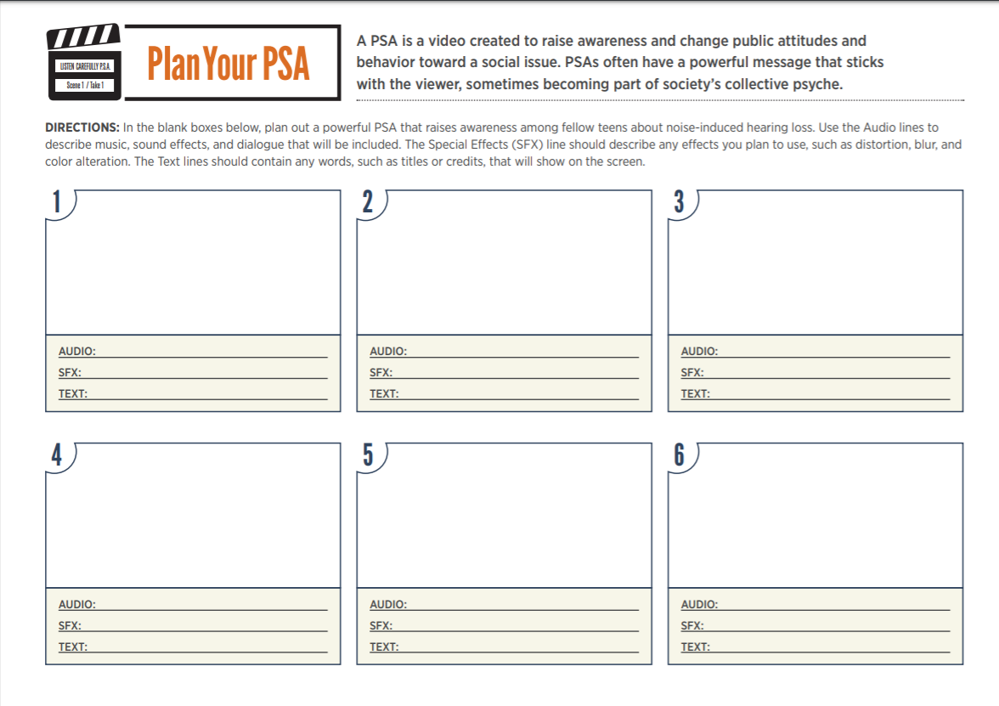 LISTEN CAREFULLY P.S.A.
Scene 1 / Take 1
Plan Your PSA
A PSA is a video created to raise awareness and change public attitudes and
behavior toward a social issue. PSAs often have a powerful message that sticks
with the viewer, sometimes becoming part of society’s collective psyche.
DIRECTIONS: In the blank boxes below, plan out a powerful PSA that raises awareness among fellow teens about noise-induced hearing loss. Use the Audio lines to
describe music, sound effects, and dialogue that will be included. The Special Effects (SFX) line should describe any effects you plan to use, such as distortion, blur, and
color alteration. The Text lines should contain any words, such as titles or credits, that will show on the screen.
1
AUDIO:
SFX:
TEXT:
2
AUDIO:
SFX:
TEXT:
3
AUDIO:
SFX:
TEXT:
4
AUDIO:
SFX:
TEXT:
5
AUDIO:
SFX:
TEXT:
6
AUDIO:
SFX:
TEXT: